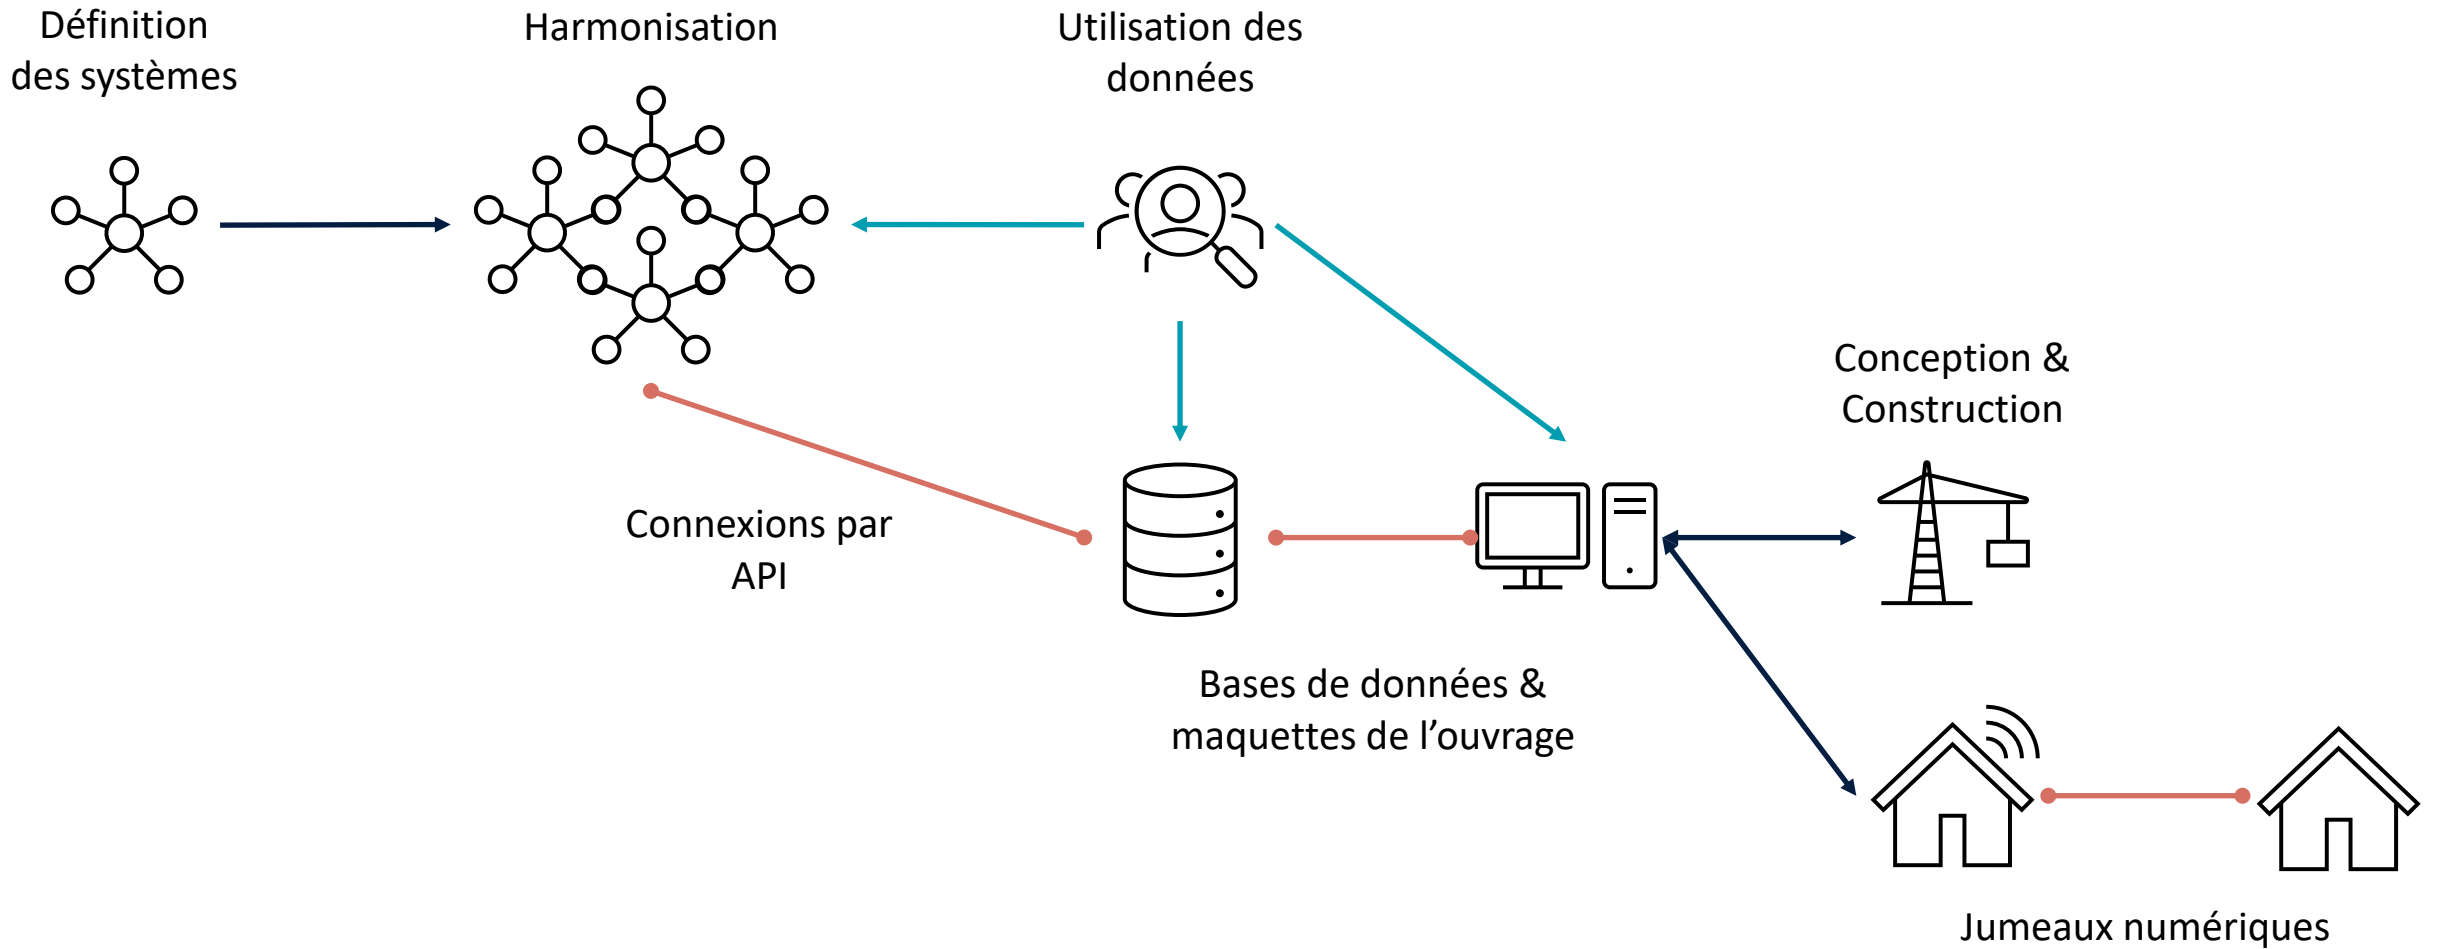 Définition
des systèmes
Harmonisation
Utilisation des
données
Conception &
Construction
Connexions par
API
Bases de données &
maquettes de l’ouvrage
Jumeaux numériques